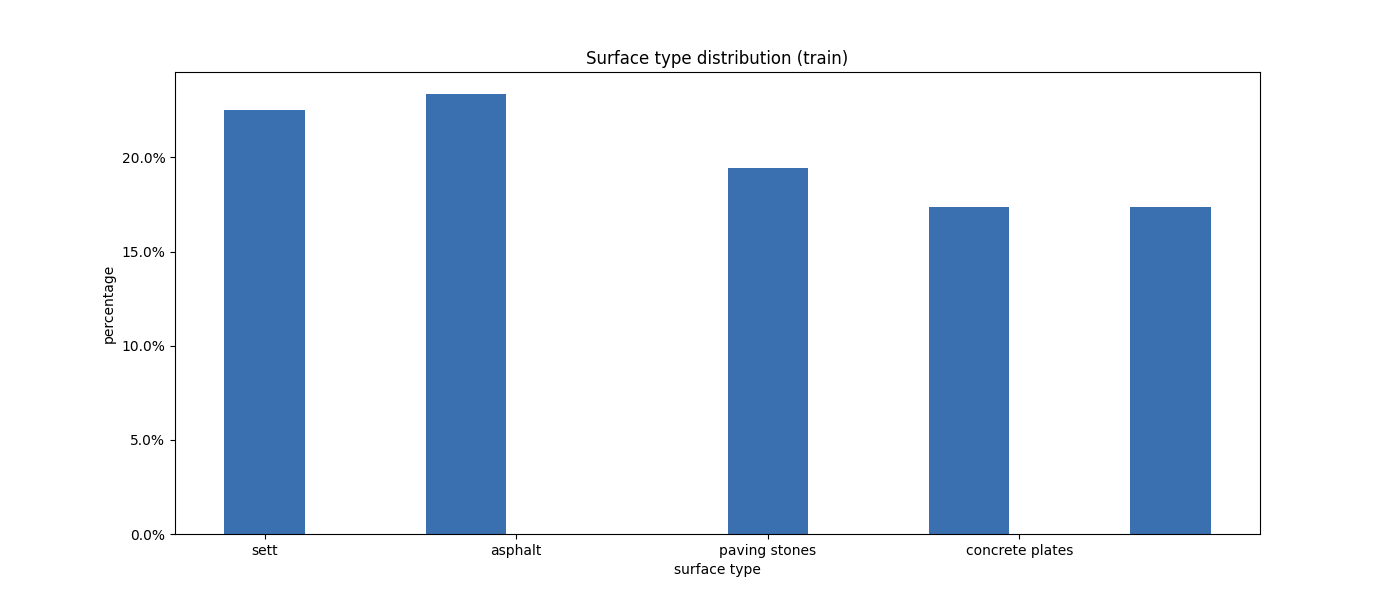 Surface type distribution (train)
percentage
20.0%
15.0%
10.0%
5.0%
0.0%
sett asphalt paving stones concrete plates
surface type